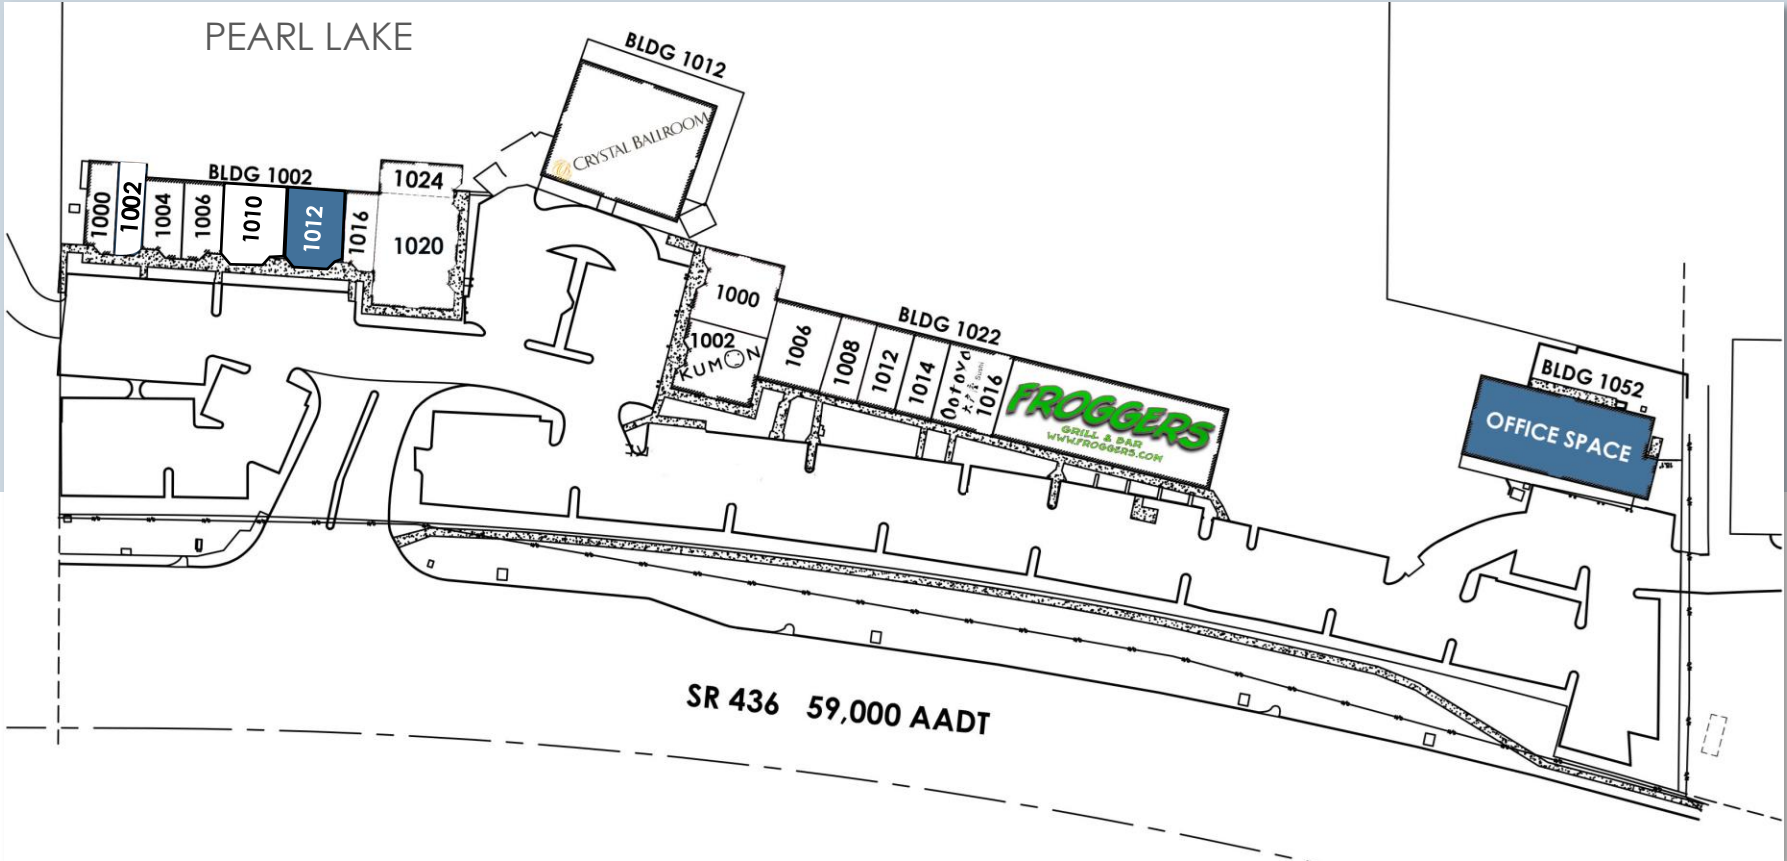 PEARL LAKE
BLDG 1012
CRYSTAL BALLROOM
BLDG 1002
1000
1002
1004
1006
1010
1012
1016
1024
1020
1000
1002
KUMON
BLDG 1022
1006
1008
1012
1014
1016
FROGGERS
GRILL & BAR
WWW.FROGGERS.COM
BLDG 1052
OFFICE SPACE
SR 436 59,000 AADT